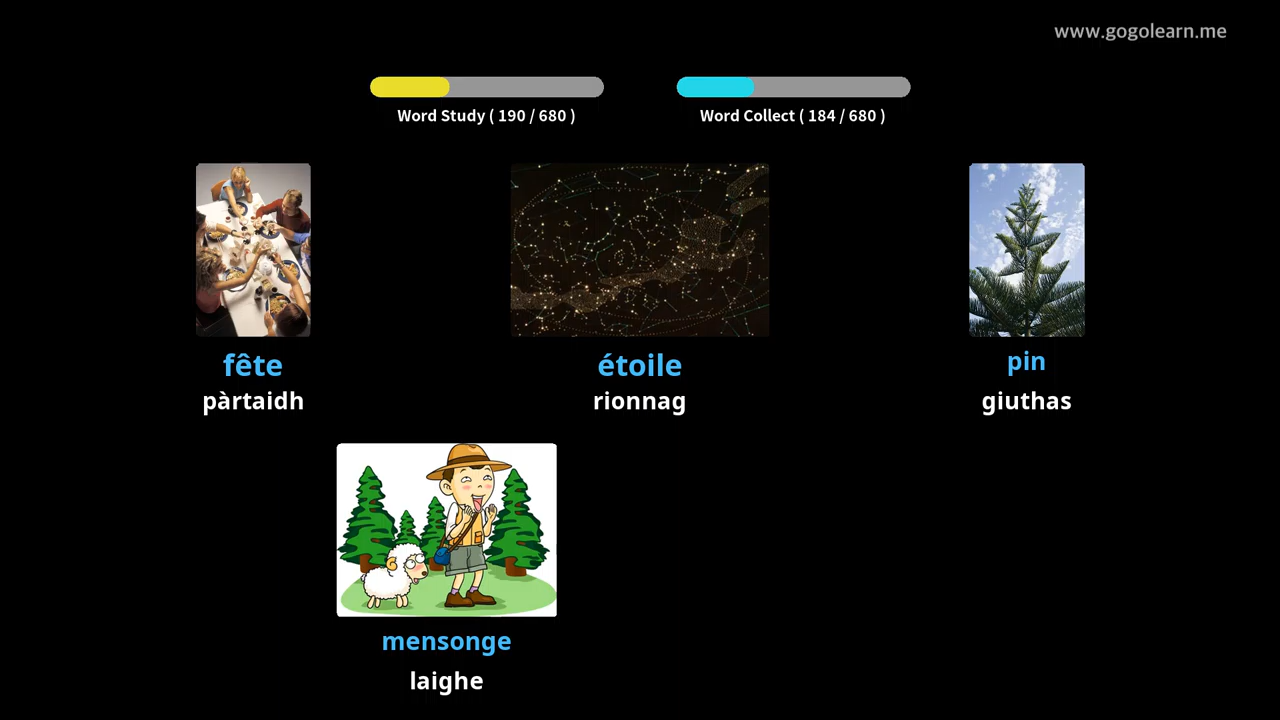 www.gogolearn.me
Word Study ( 190 / 680 )
Word Collect ( 184 / 680 )
fête
pàrtaidh
étoile
rionnag
pin
giuthas
mensonge
laighe